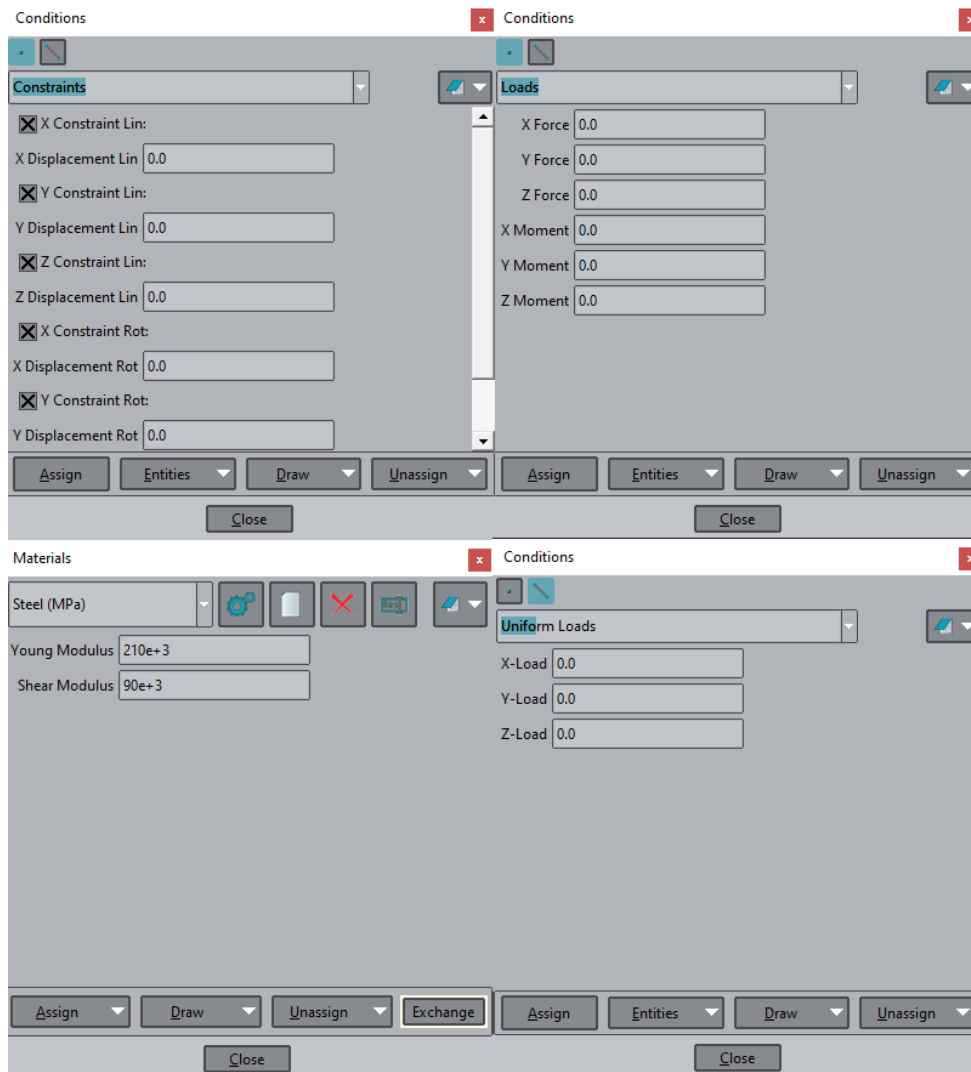 Conditions
x
Constraints
X Constraint Lin:
X Displacement Lin 0.0
Y Constraint Lin:
Y Displacement Lin 0.0
Z Constraint Lin:
Z Displacement Lin 0.0
X Constraint Rot:
X Displacement Rot 0.0
Y Constraint Rot:
Y Displacement Rot 0.0
Assign Entities Draw Unassign
Close
Conditions
x
Loads
X Force 0.0
Y Force 0.0
Z Force 0.0
X Moment 0.0
Y Moment 0.0
Z Moment 0.0
Assign Entities Draw Unassign
Close
Materials
x
Steel (MPa)
Young Modulus 210e+3
Shear Modulus 90e+3
Assign Draw Unassign Exchange
Close
Conditions
x
Uniform Loads
X-Load 0.0
Y-Load 0.0
Z-Load 0.0
Assign Entities Draw Unassign
Close